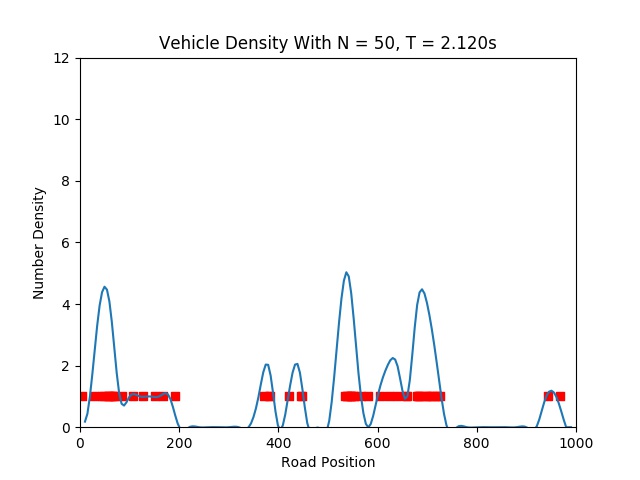 Vehicle Density With N = 50, T = 2.120s
12
10
8
6
4
2
0
Number Density
0 200 400 600 800 1000
Road Position